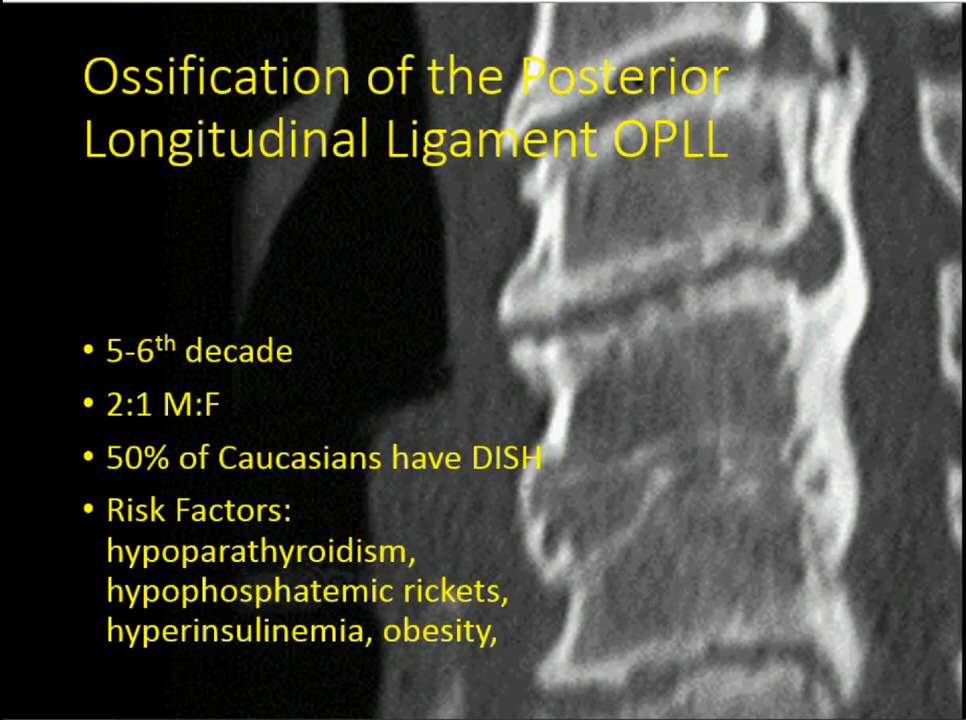 Ossification of the Posterior
Longitudinal Ligament OPLL
• 5-6th decade
• 2:1 M:F
• 50% of Caucasians have DISH
• Risk Factors:
hypoparathyroidism,
hypophosphatemic rickets,
hyperinsulinemia, obesity,